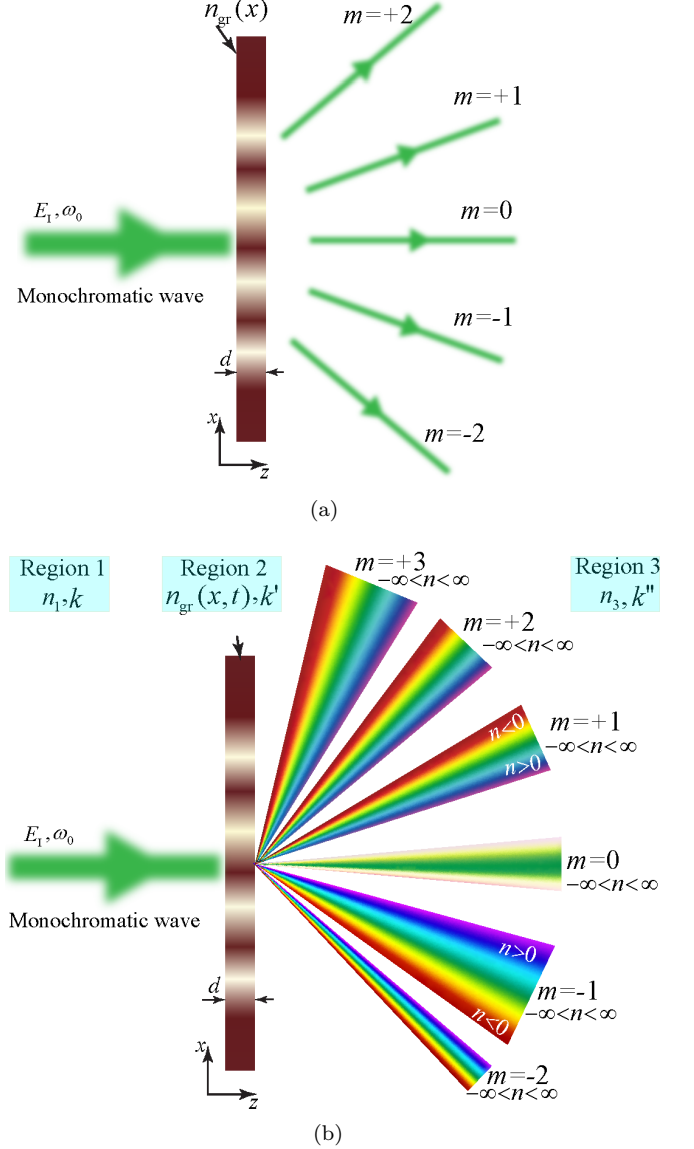 n_gr(x)
m=+2
m=+1
E_I, ω_0
m=0
Monochromatic wave
m=-1
d
x
m=-2
z
(a)
Region 1
n_1, k
Region 2
n_gr(x,t), k'
Region 3
n_3, k"
m=+3
−∞<n<∞
m=+2
−∞<n<∞
n<0
m=+1
−∞<n<∞
n>0
E_I, ω_0
m=0
−∞<n<∞
Monochromatic wave
n>0
d
m=-1
−∞<n<∞
n<0
x
m=-2
−∞<n<∞
z
(b)